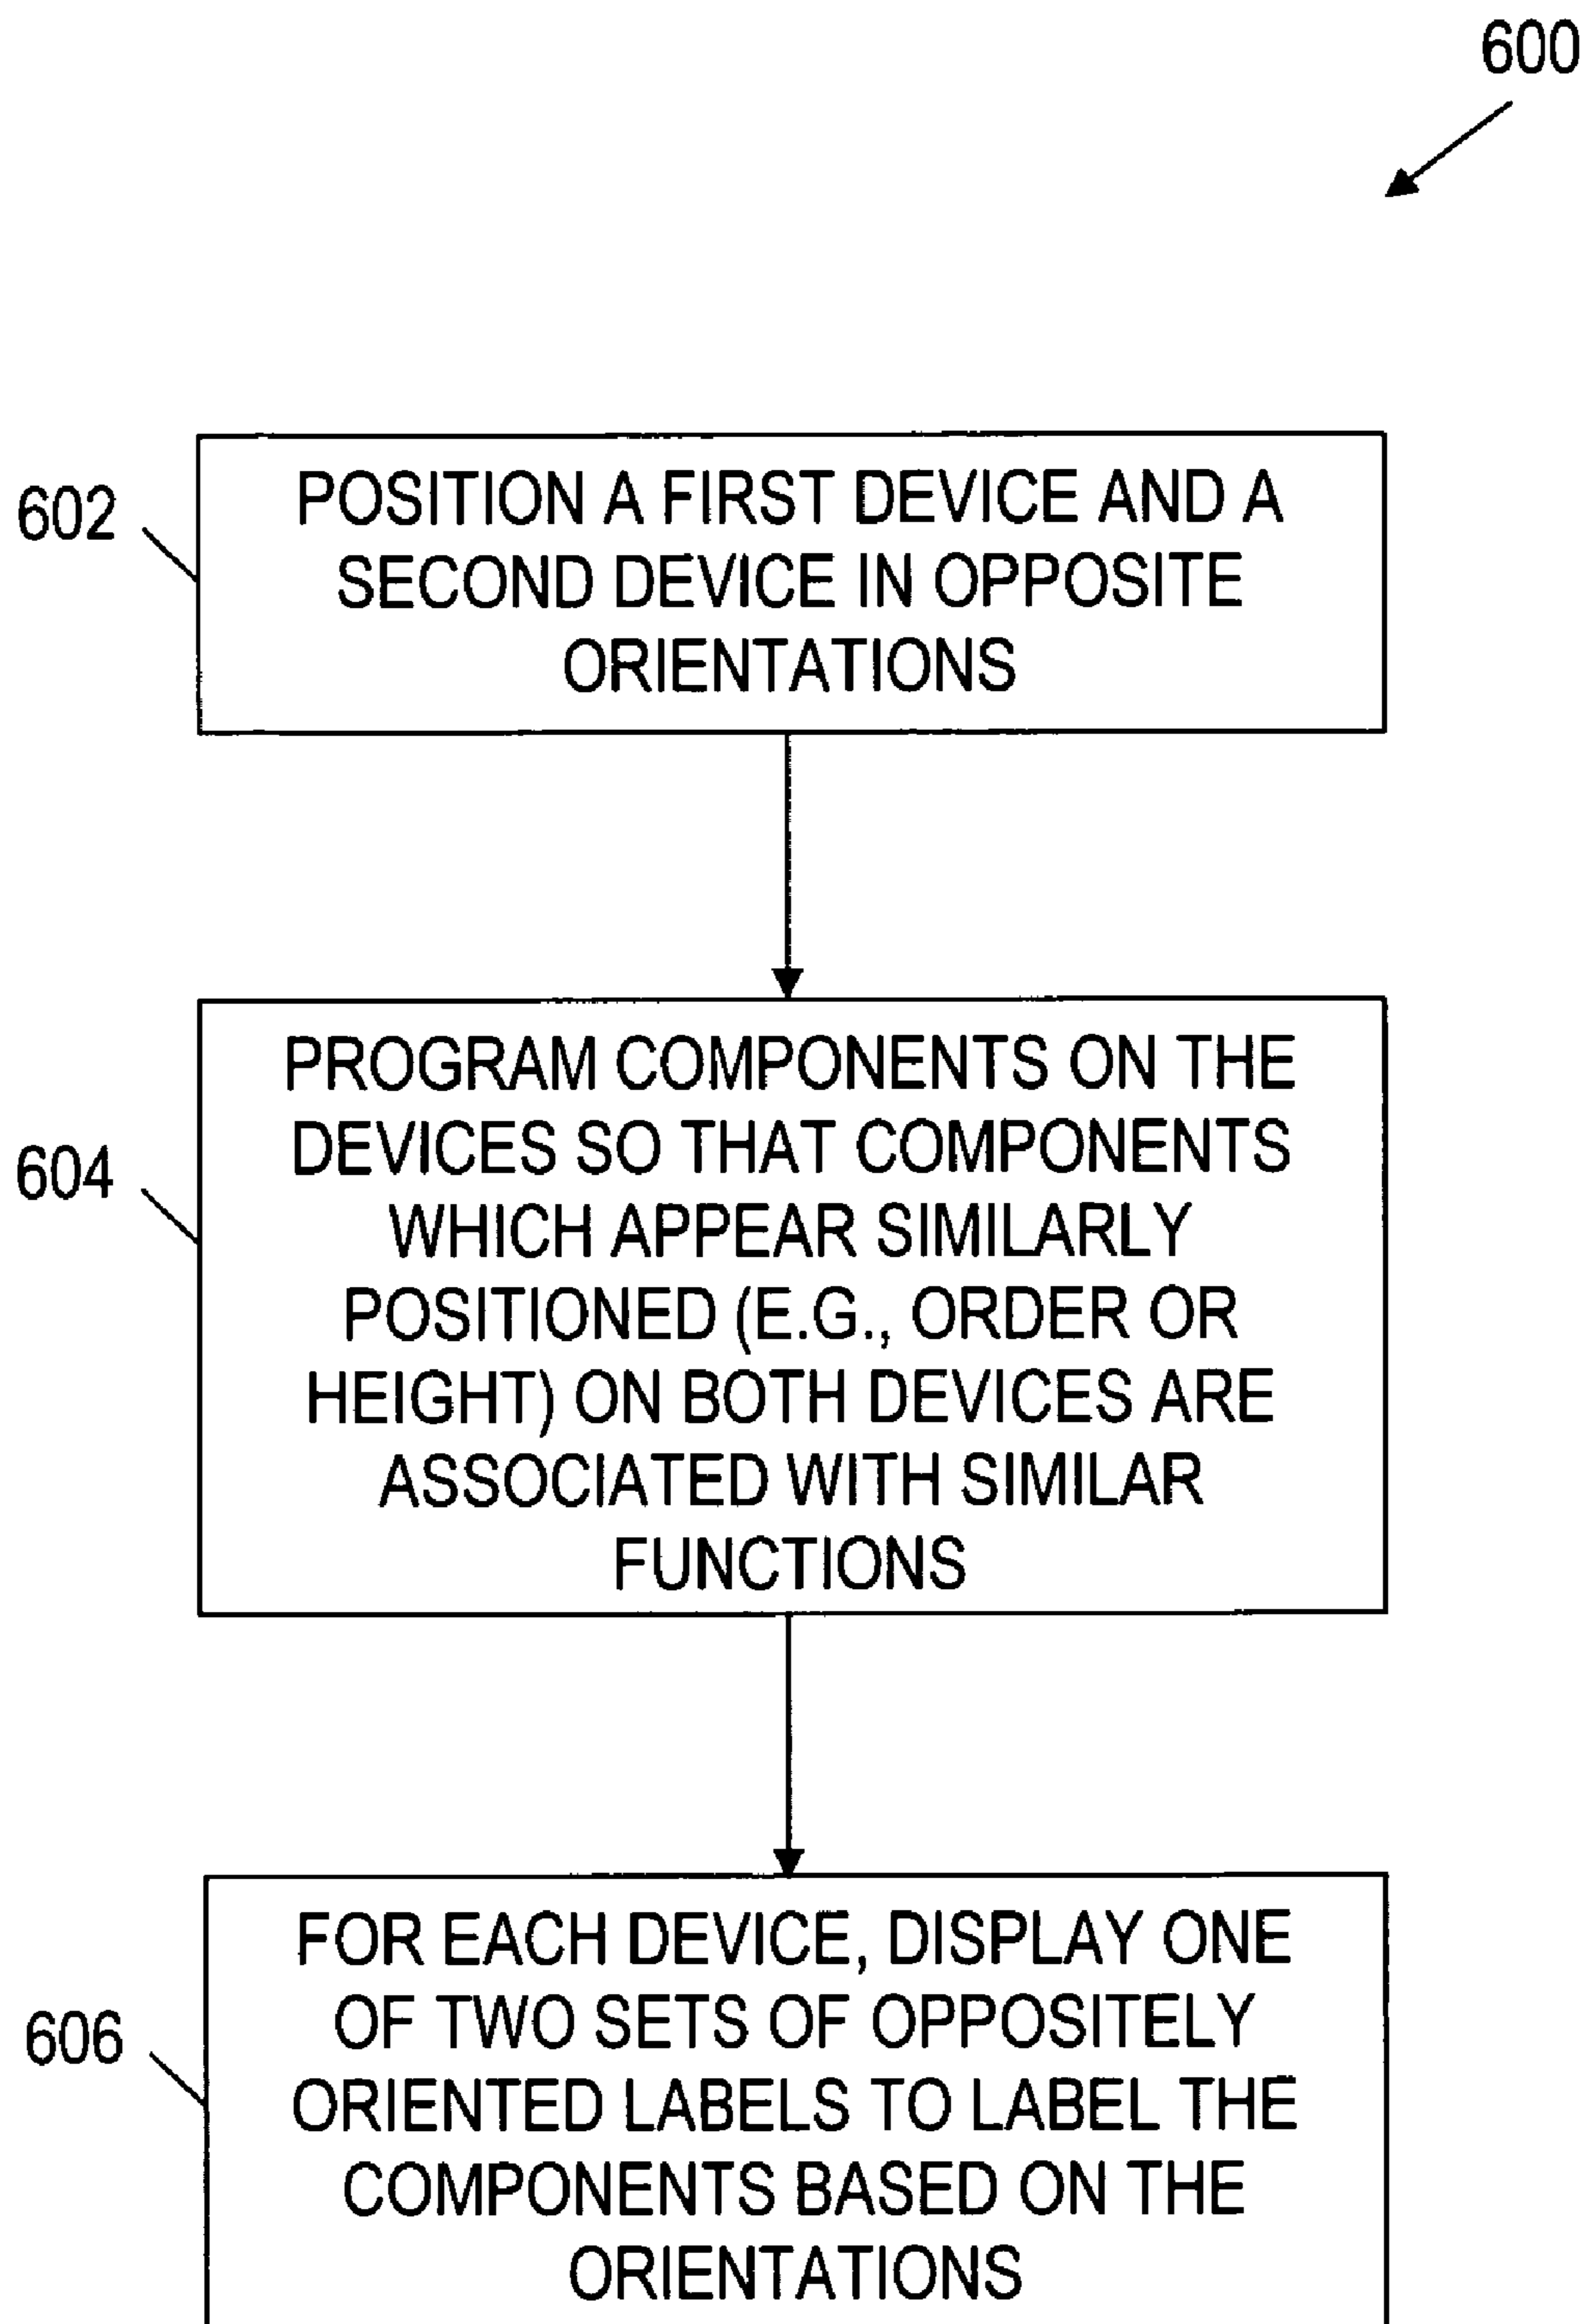 600
602
POSITION A FIRST DEVICE AND A
SECOND DEVICE IN OPPOSITE
ORIENTATIONS
604
PROGRAM COMPONENTS ON THE
DEVICES SO THAT COMPONENTS
WHICH APPEAR SIMILARLY
POSITIONED (E.G., ORDER OR
HEIGHT) ON BOTH DEVICES ARE
ASSOCIATED WITH SIMILAR
FUNCTIONS
606
FOR EACH DEVICE, DISPLAY ONE
OF TWO SETS OF OPPOSITELY
ORIENTED LABELS TO LABEL THE
COMPONENTS BASED ON THE
ORIENTATIONS